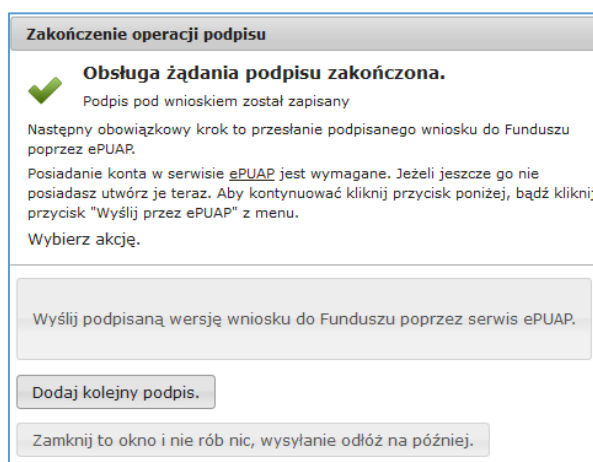 Zakończenie operacji podpisu
Obsługa żądania podpisu zakończona.
Podpis pod wnioskiem został zapisany
Następny obowiązkowy krok to przesłanie podpisanego wniosku do Funduszu
poprzez ePUAP.
Posiadanie konta w serwisie ePUAP jest wymagane. Jeżeli jeszcze go nie
posiadasz utwórz je teraz. Aby kontynuować kliknij przycisk poniżej, bądź kliknij
przycisk "Wyślij przez ePUAP" z menu.
Wybierz akcję.
Wyślij podpisaną wersję wniosku do Funduszu poprzez serwis ePUAP.
Dodaj kolejny podpis.
Zamknij to okno i nie rób nic, wysyłanie odłóż na później.